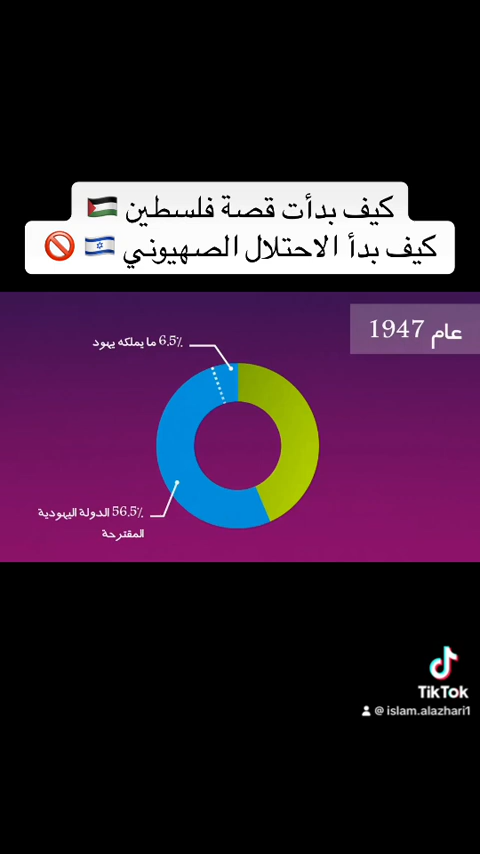 كيف بدأت قصة فلسطين 🇵🇸
كيف بدأ الاحتلال الصهيوني 🇮🇱 🚫
عام 1947
6.5٪ ما يملكه يهود
56.5٪ الدولة اليهودية
المقترحة
TikTok
@islam.alazhari1